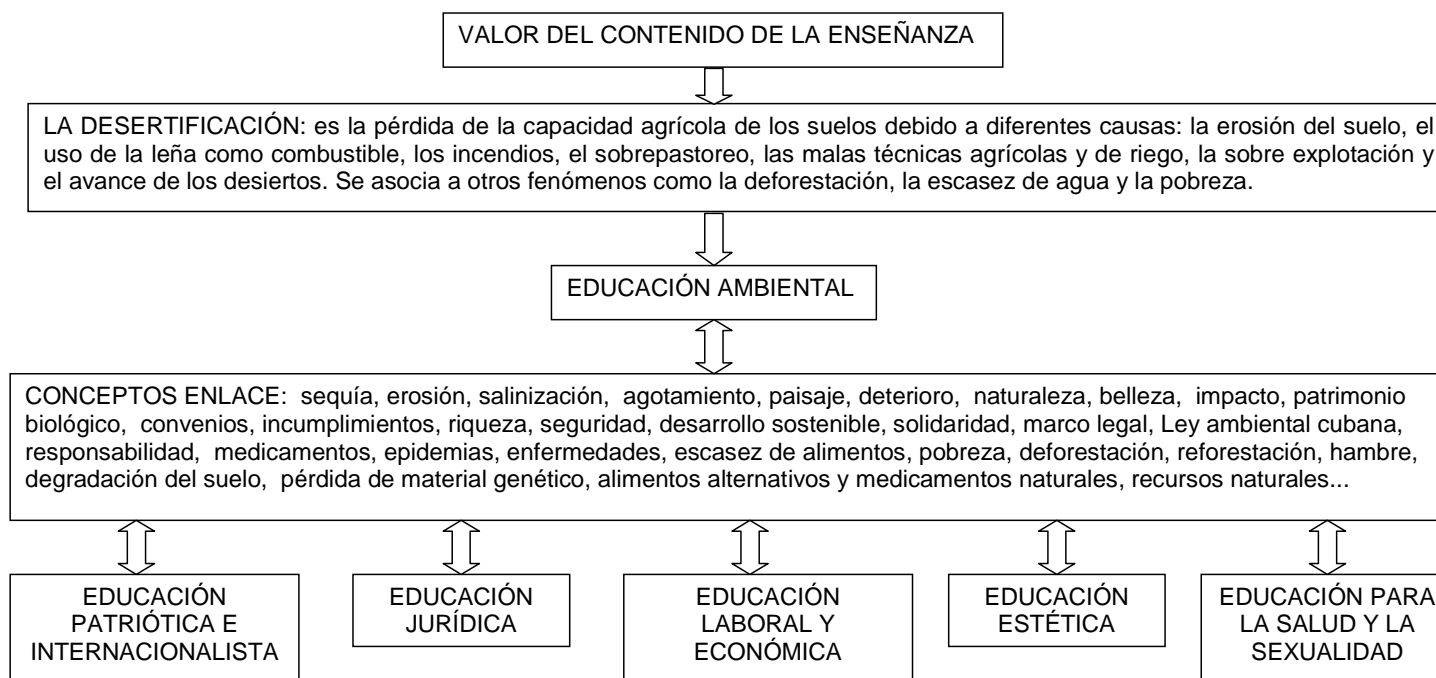 VALOR DEL CONTENIDO DE LA ENSEÑANZA
LA DESERTIFICACIÓN: es la pérdida de la capacidad agrícola de los suelos debido a diferentes causas: la erosión del suelo, el
uso de la leña como combustible, los incendios, el sobrepastoreo, las malas técnicas agrícolas y de riego, la sobre explotación y
el avance de los desiertos. Se asocia a otros fenómenos como la deforestación, la escasez de agua y la pobreza.
EDUCACIÓN AMBIENTAL
CONCEPTOS ENLACE: sequía, erosión, salinización, agotamiento, paisaje, deterioro, naturaleza, belleza, impacto, patrimonio
biológico, convenios, incumplimientos, riqueza, seguridad, desarrollo sostenible, solidaridad, marco legal, Ley ambiental cubana,
responsabilidad, medicamentos, epidemias, enfermedades, escasez de alimentos, pobreza, deforestación, reforestación, hambre,
degradación del suelo, pérdida de material genético, alimentos alternativos y medicamentos naturales, recursos naturales...
EDUCACIÓN
PATRIÓTICA E
INTERNACIONALISTA
EDUCACIÓN
JURÍDICA
EDUCACIÓN
LABORAL Y
ECONÓMICA
EDUCACIÓN
ESTÉTICA
EDUCACIÓN PARA
LA SALUD Y LA
SEXUALIDAD